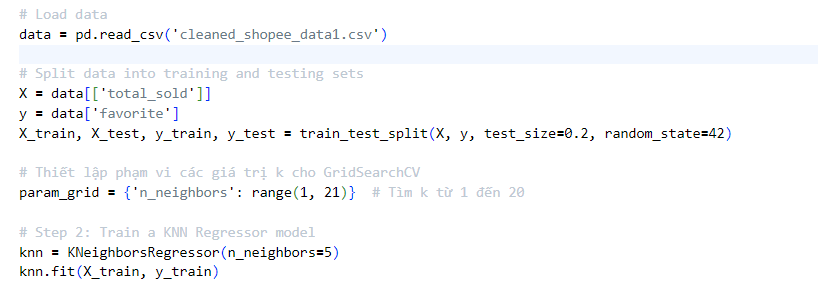 # Load data
data = pd.read_csv('cleaned_shopee_data1.csv')
# Split data into training and testing sets
X = data[['total_sold']]
y = data['favorite']
X_train, X_test, y_train, y_test = train_test_split(X, y, test_size=0.2, random_state=42)
# Thiết lập phạm vi các giá trị k cho GridSearchCV
param_grid = {'n_neighbors': range(1, 21)}  # Tìm k từ 1 đến 20
# Step 2: Train a KNN Regressor model
knn = KNeighborsRegressor(n_neighbors=5)
knn.fit(X_train, y_train)